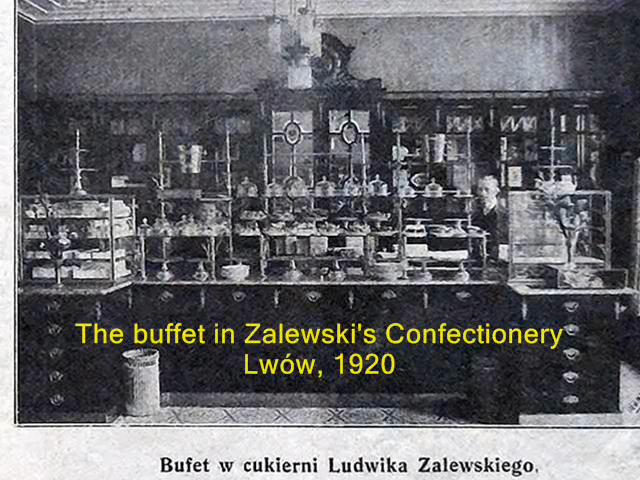 The buffet in Zalewski's Confectionery
Lwów, 1920
Bufet w cukierni Ludwika Zalewskiego.